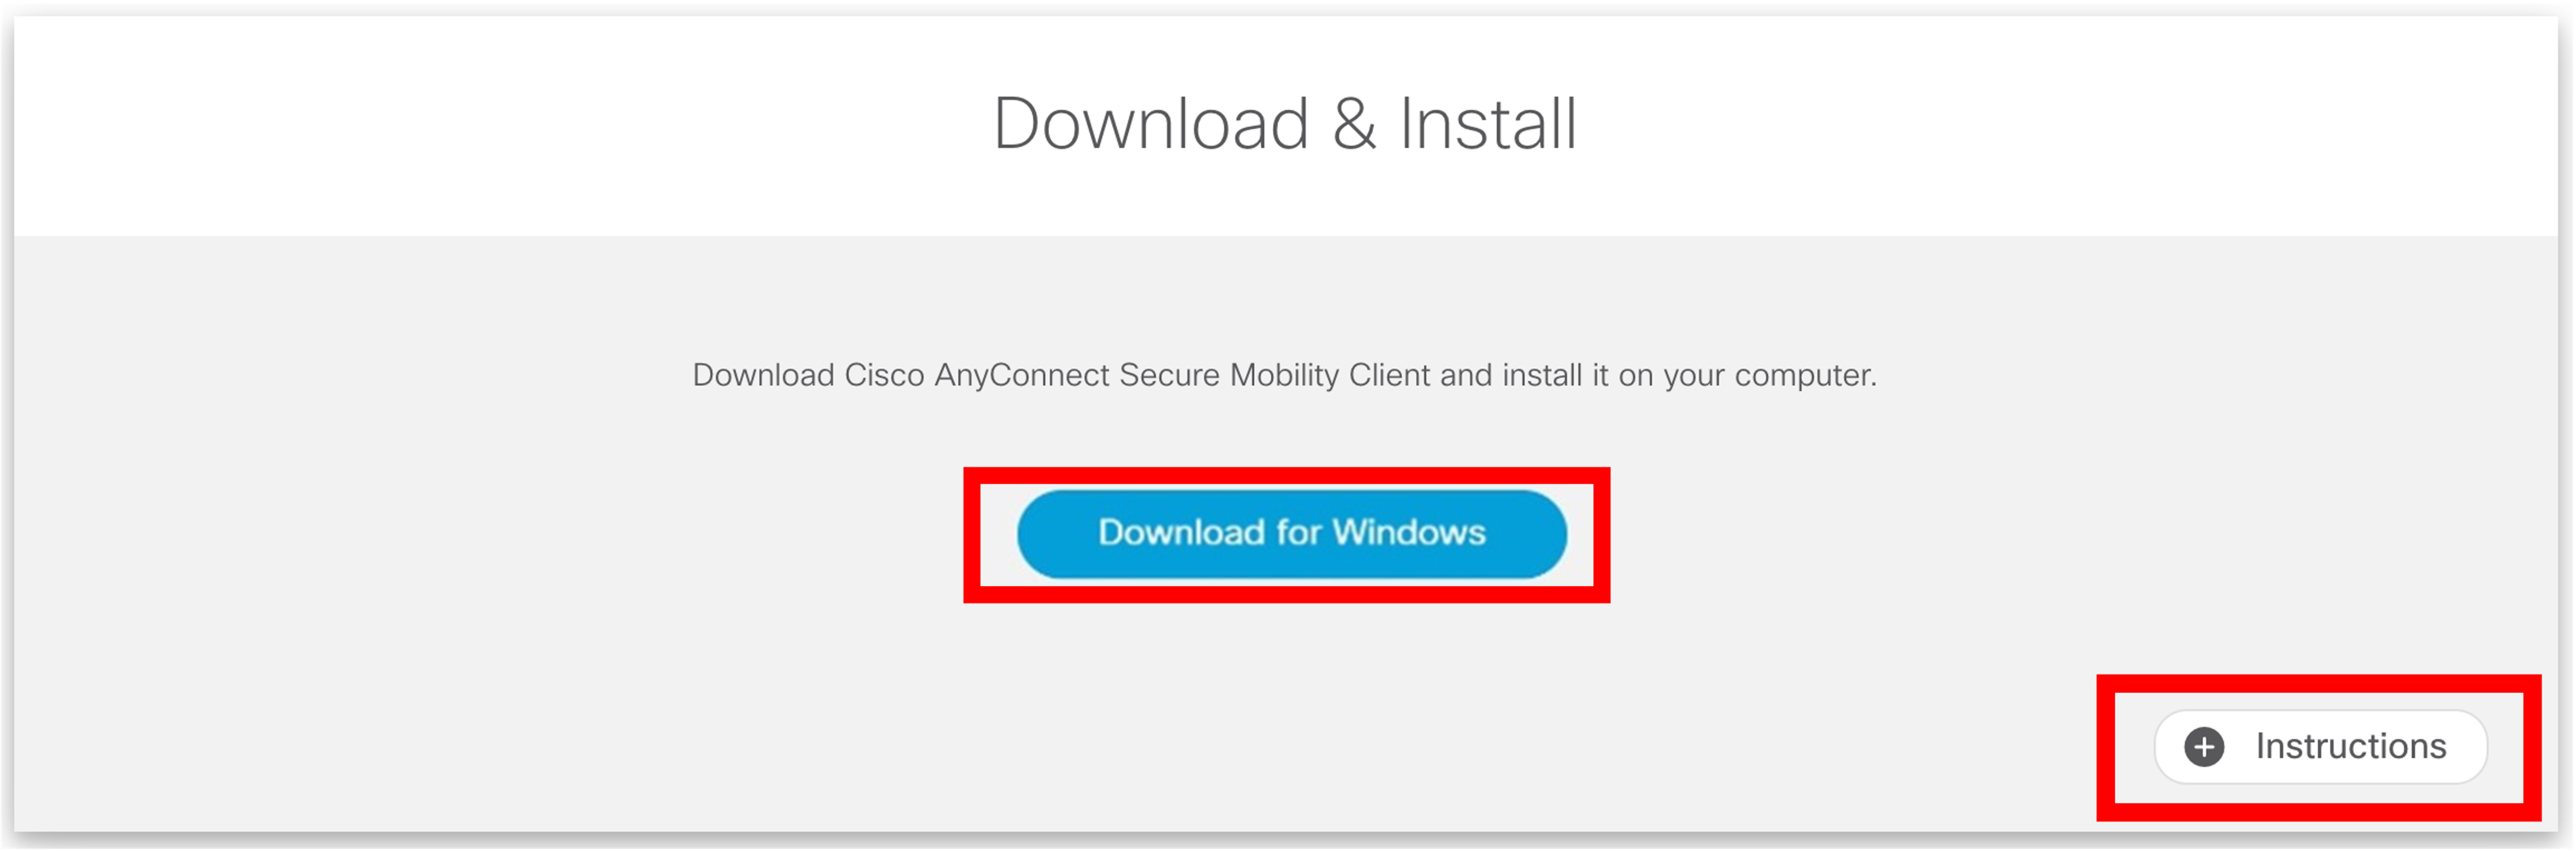 Download & Install
Download Cisco AnyConnect Secure Mobility Client and install it on your computer.
Download for Windows
Instructions